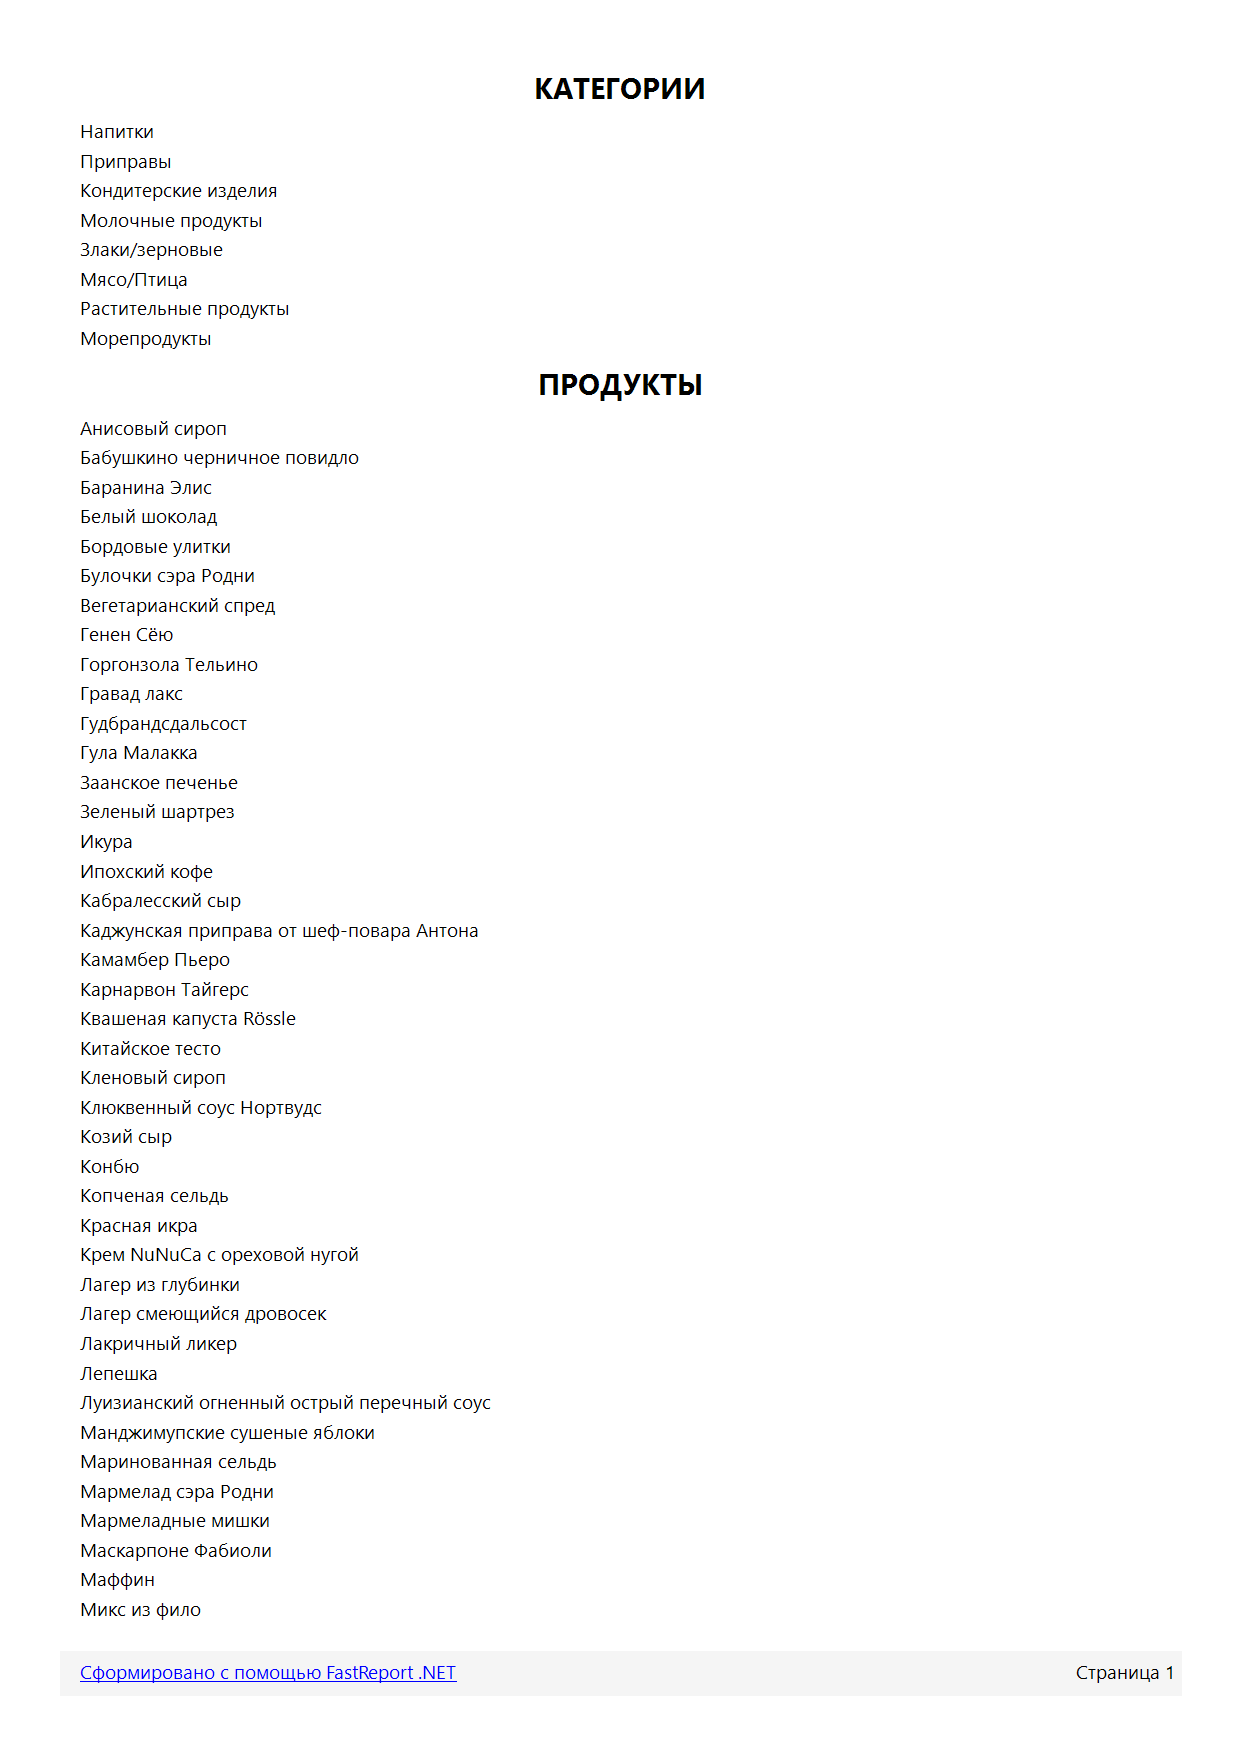 КАТЕГОРИИ
Напитки
Приправы
Кондитерские изделия
Молочные продукты
Злаки/зерновые
Мясо/Птица
Растительные продукты
Морепродукты
ПРОДУКТЫ
Анисовый сироп
Бабушкино черничное повидло
Баранина Элис
Белый шоколад
Бордовые улитки
Булочки сэра Родни
Вегетарианский спред
Генен Сёю
Горгонзола Тельино
Гравад лакс
Гудбрандсдальсост
Гула Малакка
Заанское печенье
Зеленый шартрез
Икура
Ипохский кофе
Кабралесский сыр
Каджунская приправа от шеф-повара Антона
Камамбер Пьеро
Карнарвон Тайгерс
Квашеная капуста Rössle
Китайское тесто
Кленовый сироп
Клюквенный соус Нортвудс
Козий сыр
Конбю
Копченая сельдь
Красная икра
Крем NuNuCa с ореховой нугой
Лагер из глубинки
Лагер смеющийся дровосек
Лакричный ликер
Лепешка
Луизианский огненный острый перечный соус
Манджимупские сушеные яблоки
Маринованная сельдь
Мармелад сэра Родни
Мармеладные мишки
Маскарпоне Фабиоли
Маффин
Микс из фило
Сформировано с помощью FastReport .NET Страница 1